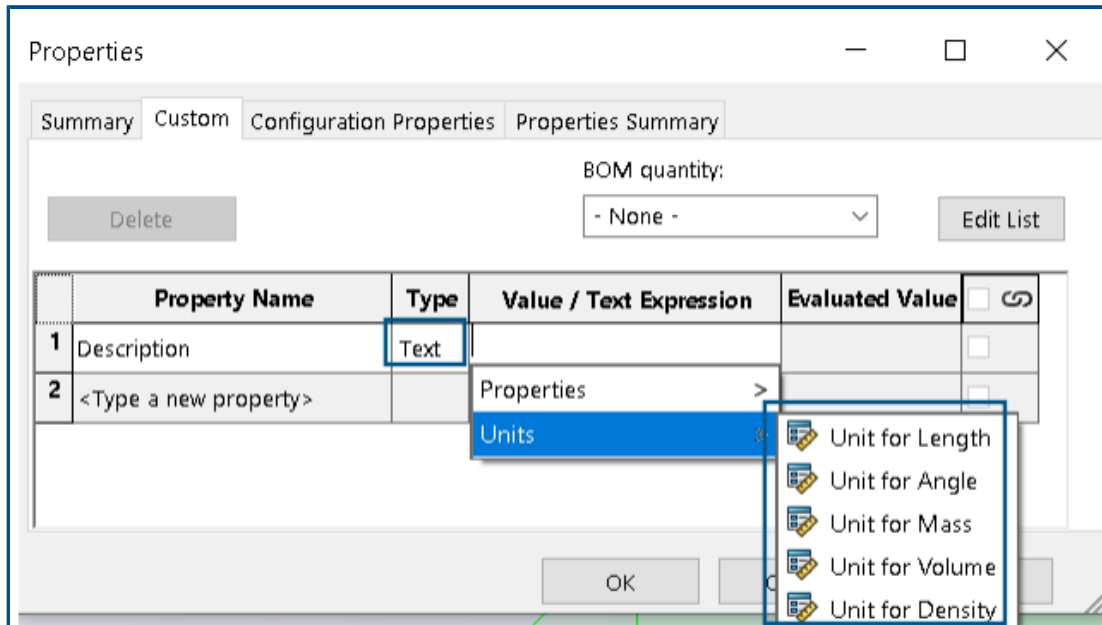 Properties
Summary Custom Configuration Properties Properties Summary
BOM quantity:
Delete - None - Edit List
Property Name Type Value / Text Expression Evaluated Value
1 Description Text
2 <Type a new property>
Properties >
Units
Unit for Length
Unit for Angle
Unit for Mass
Unit for Volume
Unit for Density
OK